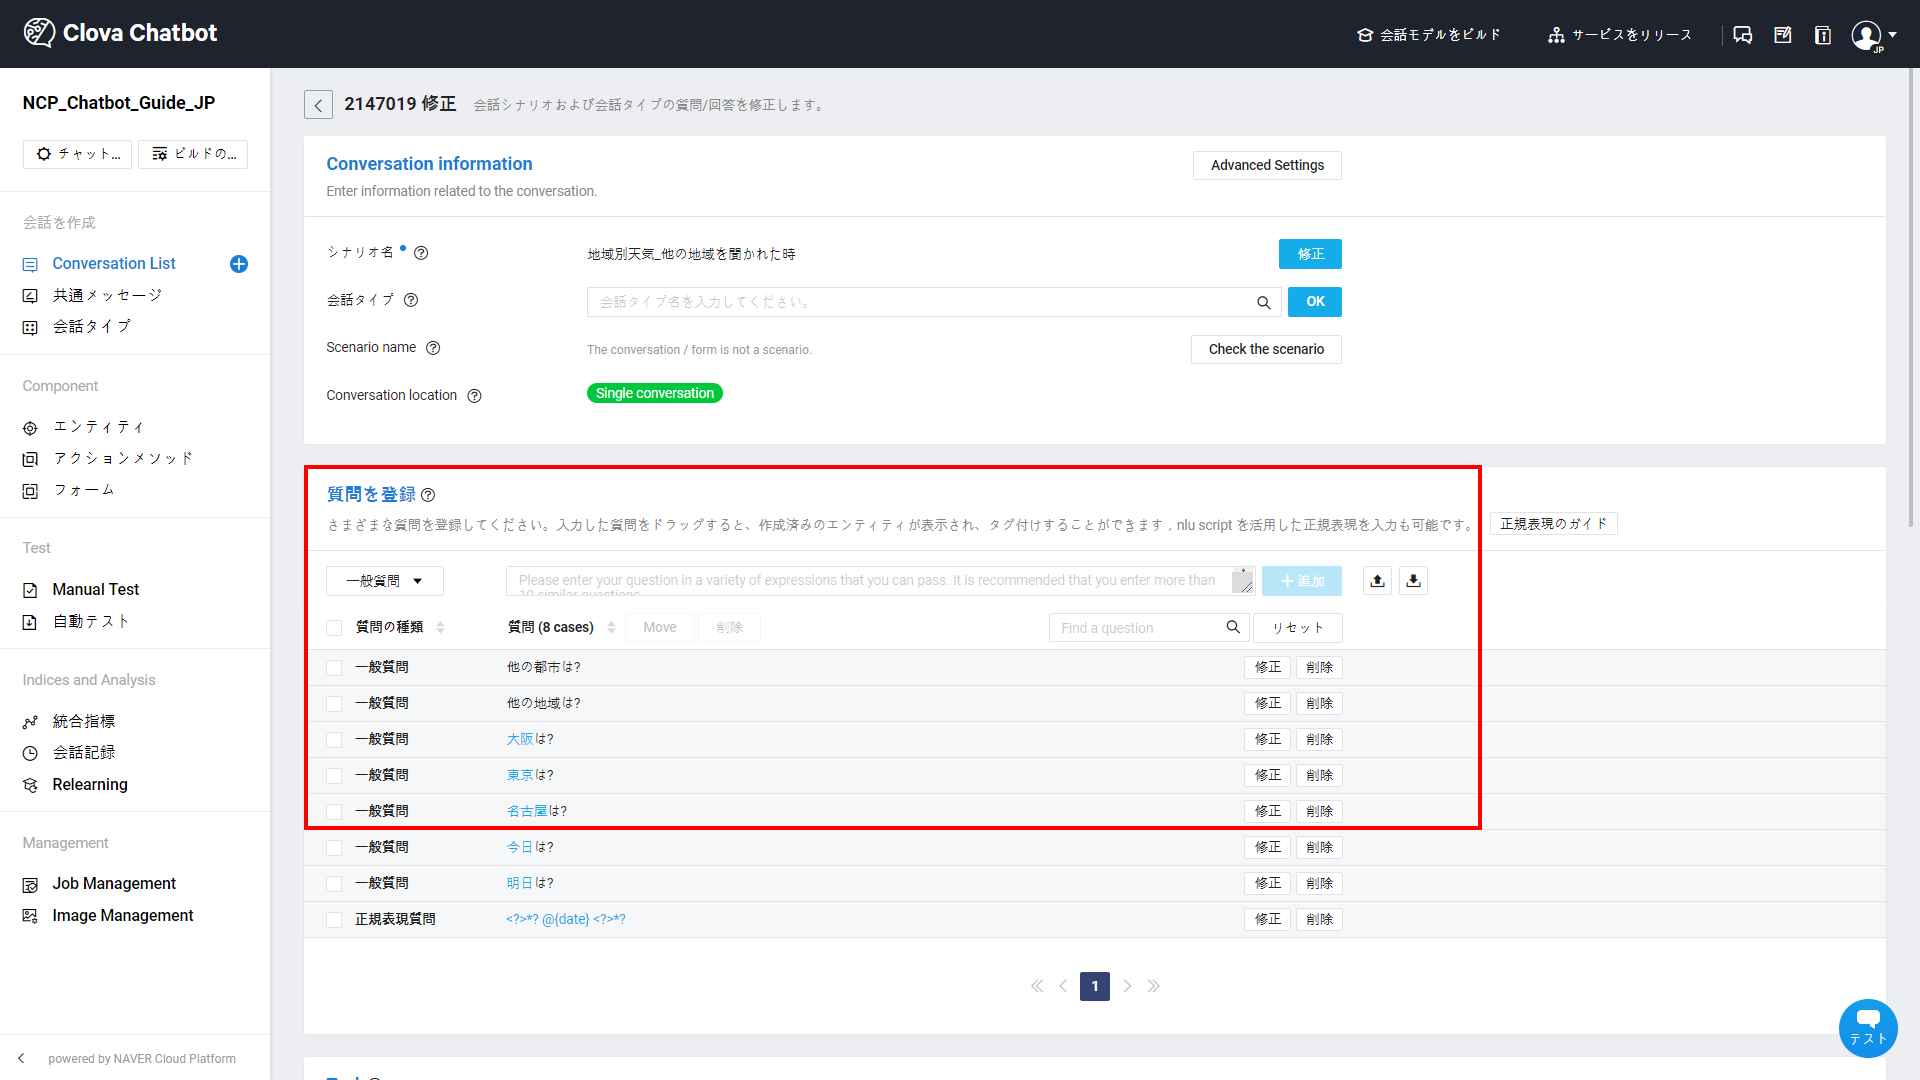 Clova Chatbot
会話モデルをビルド
サービスをリリース
JP
NCP_Chatbot_Guide_JP
チャット...
ビルドの...
会話を作成
Conversation List
共通メッセージ
会話タイプ
Component
エンティティ
アクションメソッド
フォーム
Test
Manual Test
自動テスト
Indices and Analysis
統合指標
会話記録
Relearning
Management
Job Management
Image Management
powered by NAVER Cloud Platform
2147019 修正 会話シナリオおよび会話タイプの質問/回答を修正します。
Conversation information
Advanced Settings
Enter information related to the conversation.
シナリオ名 地域別天気_他の地域を聞かれた時 修正
会話タイプ 会話タイプ名を入力してください。 OK
Scenario name The conversation / form is not a scenario. Check the scenario
Conversation location Single conversation
質問を登録
さまざまな質問を登録してください。入力した質問をドラッグすると、作成済みのエンティティが表示され、タグ付けすることができます , nlu script を活用した正規表現を入力も可能です。 正規表現のガイド
一般質問 Please enter your question in a variety of expressions that you can pass. It is recommended that you enter more than +追加
10 similar questions.
質問の種類 質問 (8 cases) Move 削除 Find a question リセット
一般質問 他の都市は? 修正 削除
一般質問 他の地域は? 修正 削除
一般質問 大阪は? 修正 削除
一般質問 東京は? 修正 削除
一般質問 名古屋は? 修正 削除
一般質問 今日は? 修正 削除
一般質問 明日は? 修正 削除
正規表現質問 <?>*? @{date} <?>*? 修正 削除
1
テスト